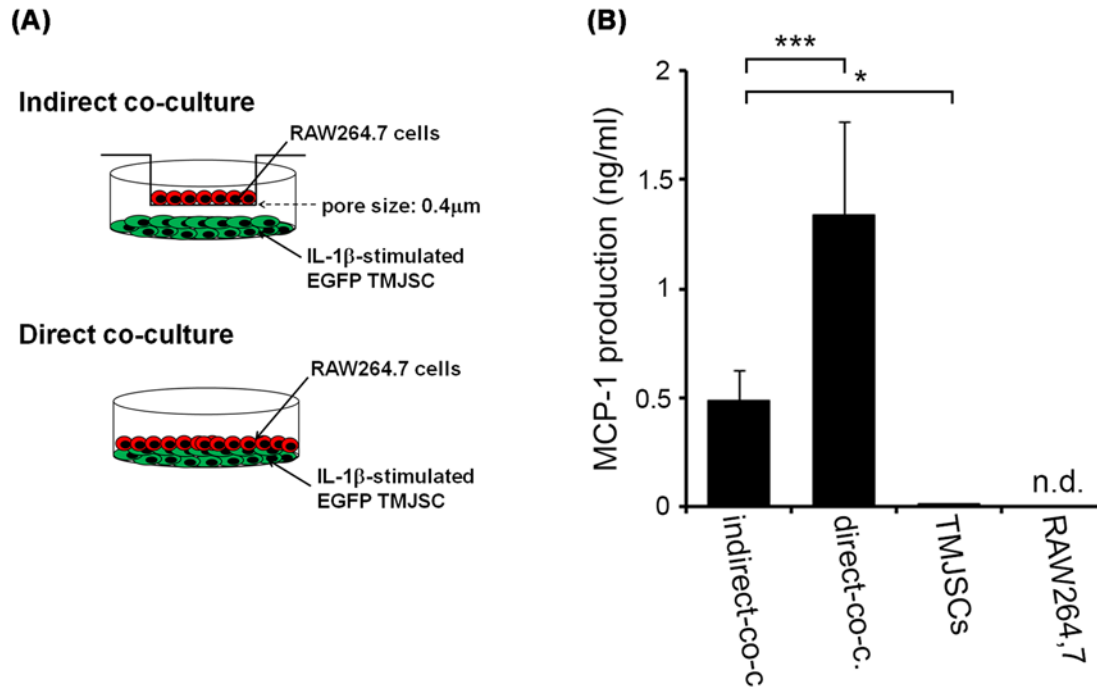 (A)
Indirect co-culture
RAW264.7 cells
pore size: 0.4μm
IL-1β-stimulated
EGFP TMJSC
Direct co-culture
RAW264.7 cells
IL-1β-stimulated
EGFP TMJSC
(B)
***
*
MCP-1 production (ng/ml)
2
1.5
1
0.5
0
n.d.
indirect-co-c
direct-co-c.
TMJSCs
RAW264,7